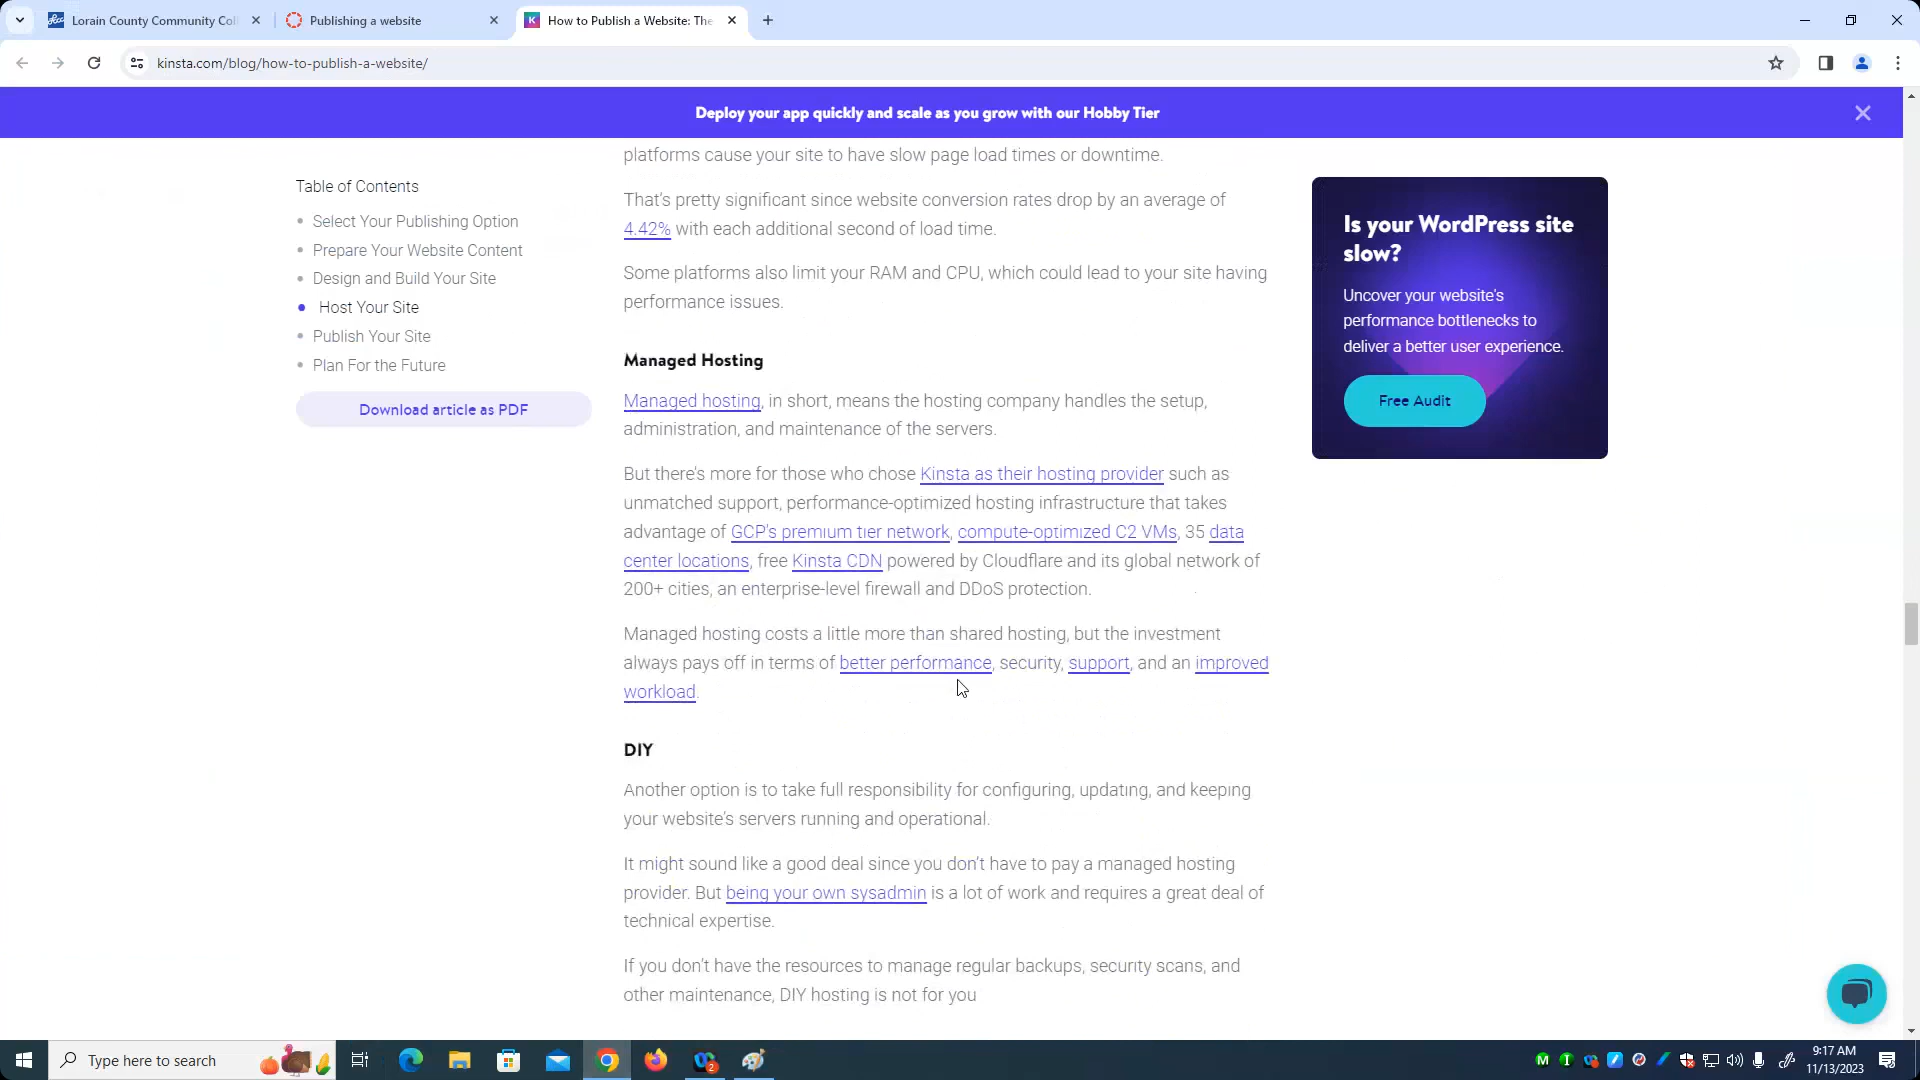 Lorain County Community Col
Publishing a website
How to Publish a Website: The
kinsta.com/blog/how-to-publish-a-website/
Deploy your app quickly and scale as you grow with our Hobby Tier
Table of Contents
Select Your Publishing Option
Prepare Your Website Content
Design and Build Your Site
Host Your Site
Publish Your Site
Plan For the Future
Download article as PDF
platforms cause your site to have slow page load times or downtime.
That's pretty significant since website conversion rates drop by an average of
4.42% with each additional second of load time.
Some platforms also limit your RAM and CPU, which could lead to your site having
performance issues.
Managed Hosting
Managed hosting, in short, means the hosting company handles the setup,
administration, and maintenance of the servers.
But there's more for those who chose Kinsta as their hosting provider such as
unmatched support, performance-optimized hosting infrastructure that takes
advantage of GCP's premium tier network, compute-optimized C2 VMs, 35 data
center locations, free Kinsta CDN powered by Cloudflare and its global network of
200+ cities, an enterprise-level firewall and DDoS protection.
Managed hosting costs a little more than shared hosting, but the investment
always pays off in terms of better performance, security, support, and an improved
workload.
DIY
Another option is to take full responsibility for configuring, updating, and keeping
your website's servers running and operational.
It might sound like a good deal since you don't have to pay a managed hosting
provider. But being your own sysadmin is a lot of work and requires a great deal of
technical expertise.
If you don't have the resources to manage regular backups, security scans, and
other maintenance, DIY hosting is not for you
Is your WordPress site
slow?
Uncover your website's
performance bottlenecks to
deliver a better user experience.
Free Audit
Type here to search
9:17 AM
11/13/2023